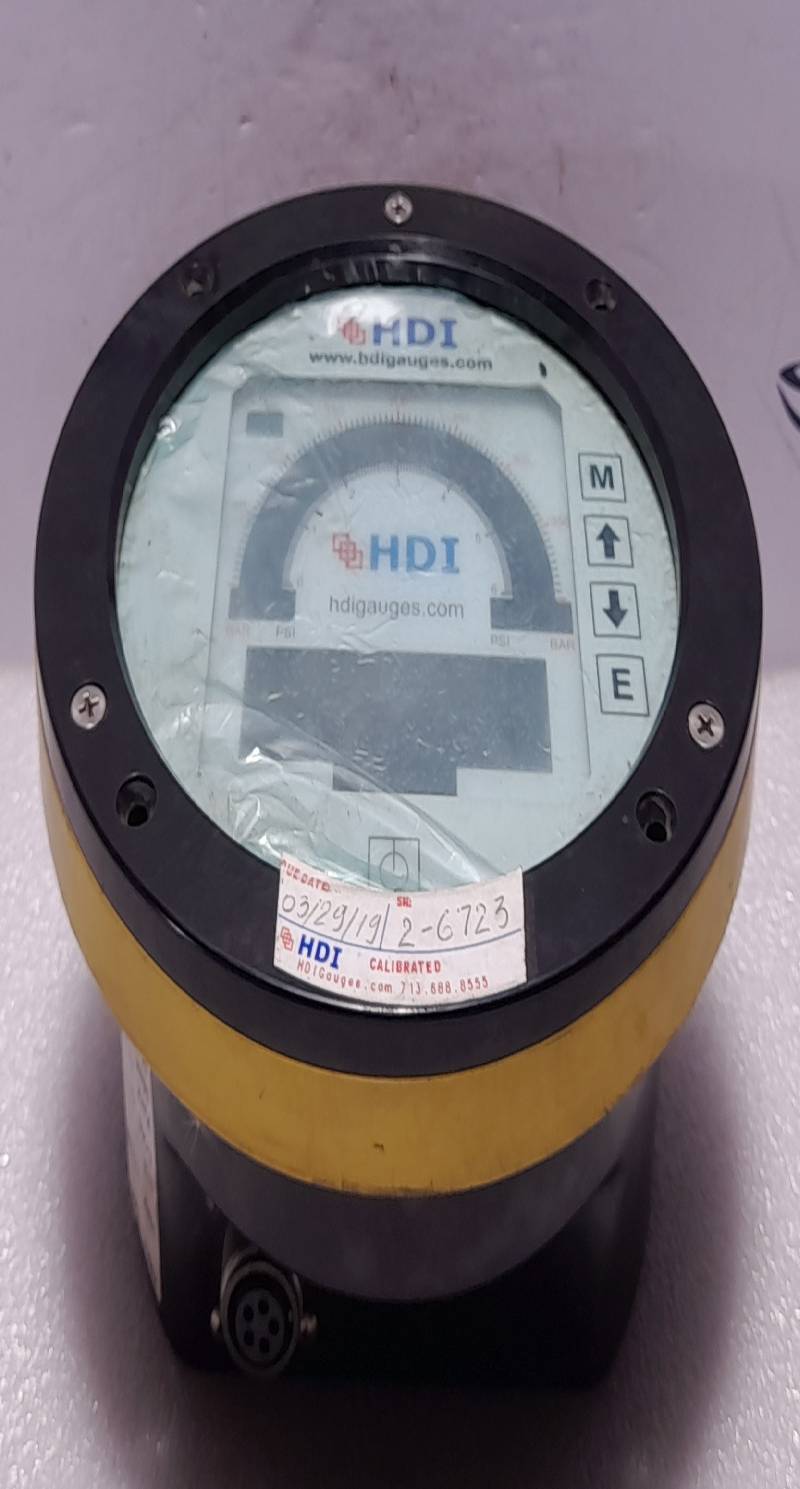 HDI
www.hdigauges.com
M
HDI
hdigauges.com
BAR PSI PSI BAR
E
DUE DATE: SN:
03/29/19 2-6723
HDI CALIBRATED
HDIGauges.com 713.688.8555